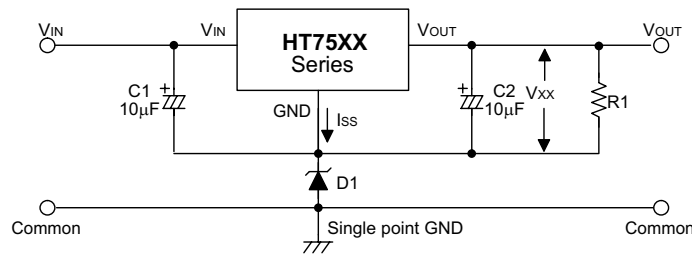 VIN
VIN
HT75XX
Series
VOUT
VOUT
C1
10μF
GND
ISS
C2
10μF
VXX
R1
D1
Common
Single point GND
Common